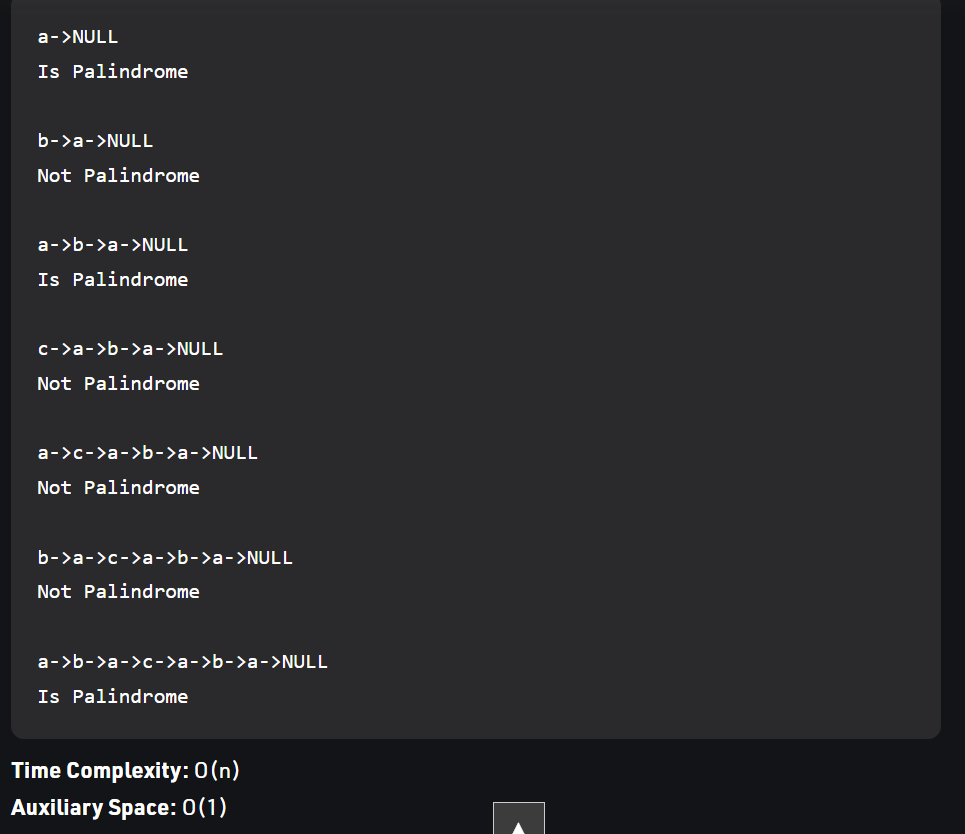 a->NULL
Is Palindrome
b->a->NULL
Not Palindrome
a->b->a->NULL
Is Palindrome
c->a->b->a->NULL
Not Palindrome
a->c->a->b->a->NULL
Not Palindrome
b->a->c->a->b->a->NULL
Not Palindrome
a->b->a->c->a->b->a->NULL
Is Palindrome
Time Complexity: O(n)
Auxiliary Space: O(1)